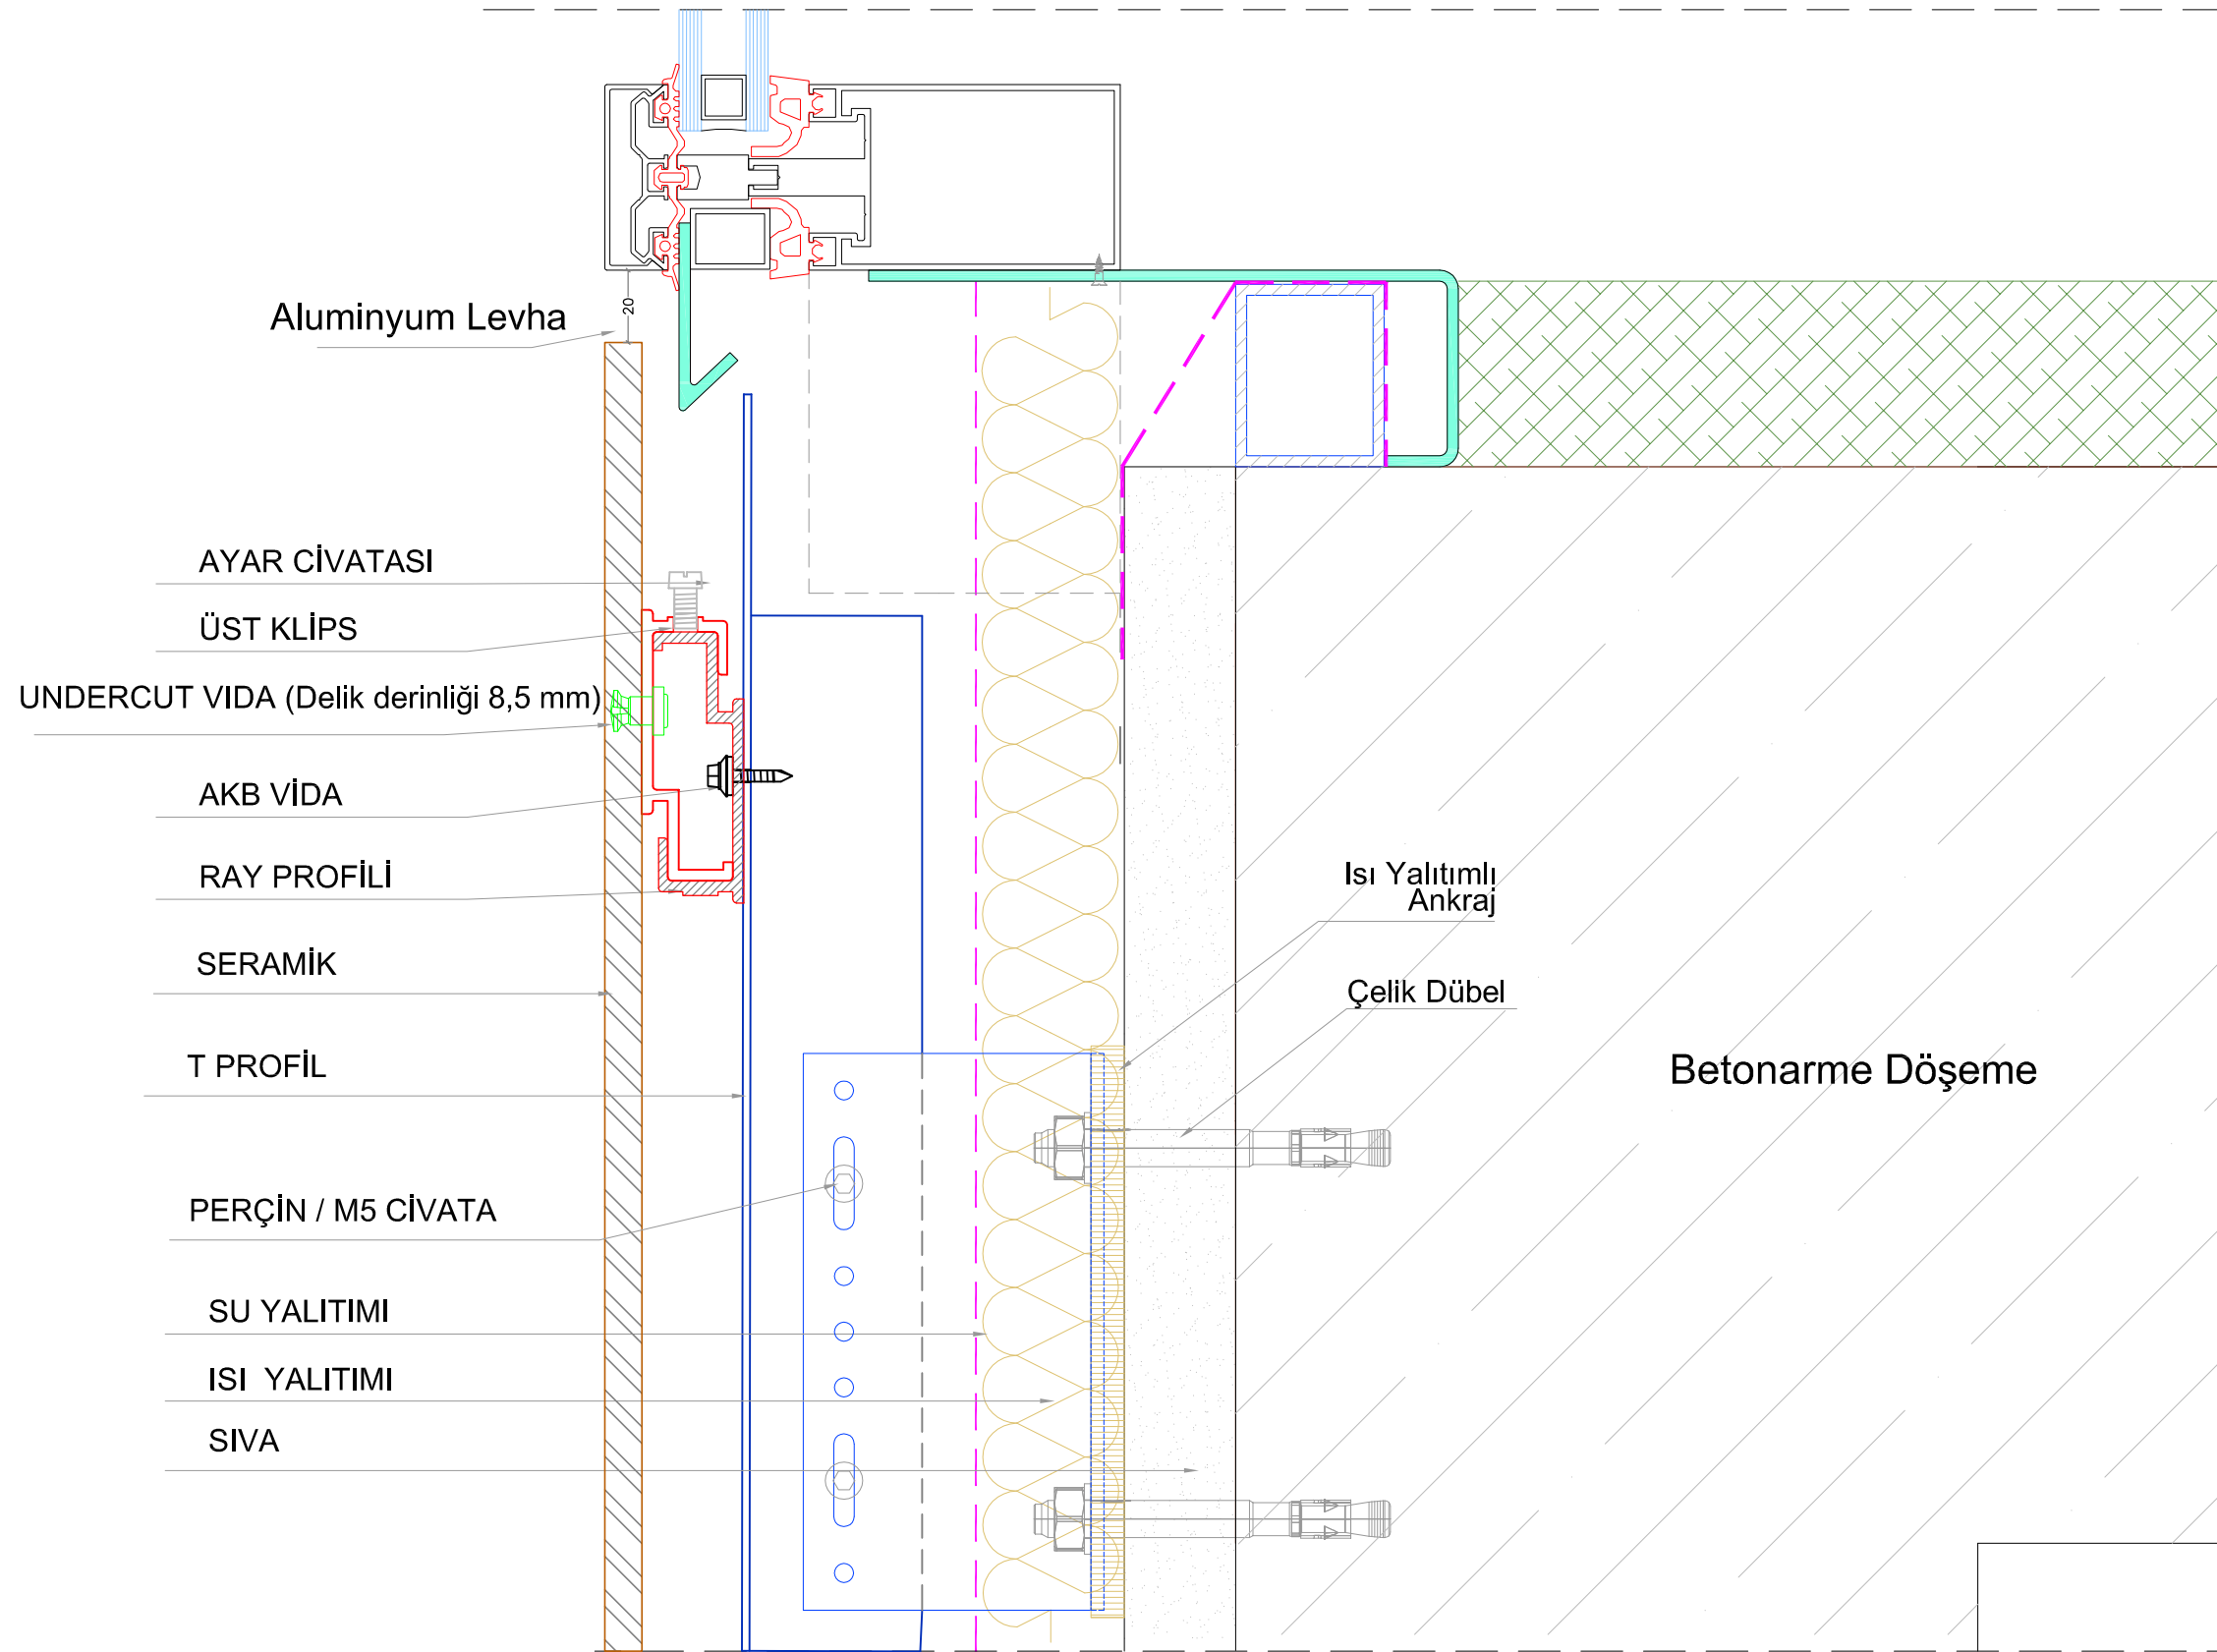 20
Aluminyum Levha
AYAR CİVATASI
ÜST KLİPS
UNDERCUT VIDA (Delik derinliği 8,5 mm)
AKB VİDA
RAY PROFİLİ
Isı Yalıtımlı
Ankraj
SERAMİK
Çelik Dübel
T PROFİL
Betonarme Döşeme
PERÇİN / M5 CİVATA
SU YALITIMI
ISI YALITIMI
SIVA